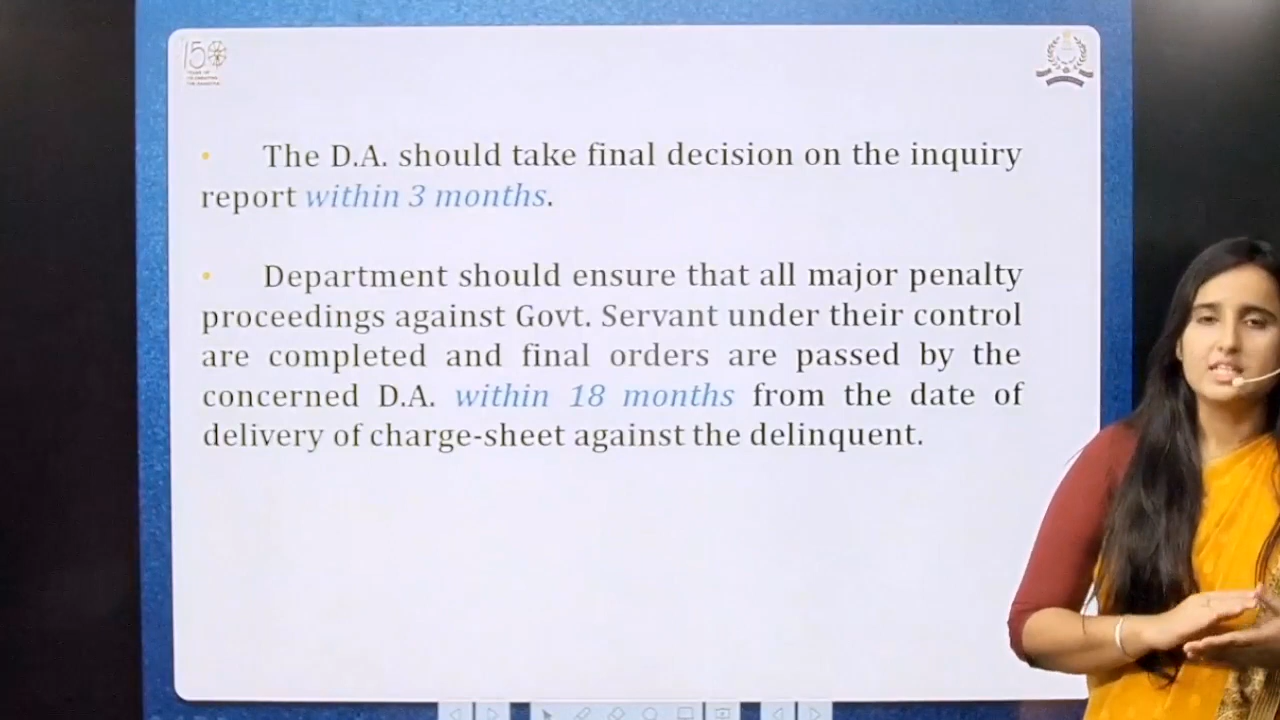 150
• The D.A. should take final decision on the inquiry
report within 3 months.
• Department should ensure that all major penalty
proceedings against Govt. Servant under their control
are completed and final orders are passed by the
concerned D.A. within 18 months from the date of
delivery of charge-sheet against the delinquent.